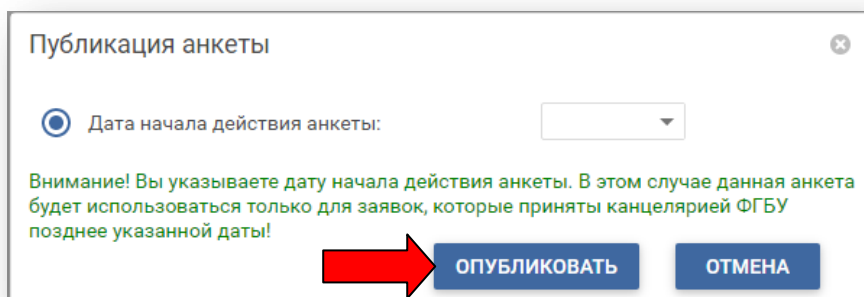 Публикация анкеты
Дата начала действия анкеты:
Внимание! Вы указываете дату начала действия анкеты. В этом случае данная анкета
будет использоваться только для заявок, которые приняты канцелярией ФГБУ
позднее указанной даты!
ОПУБЛИКОВАТЬ ОТМЕНА